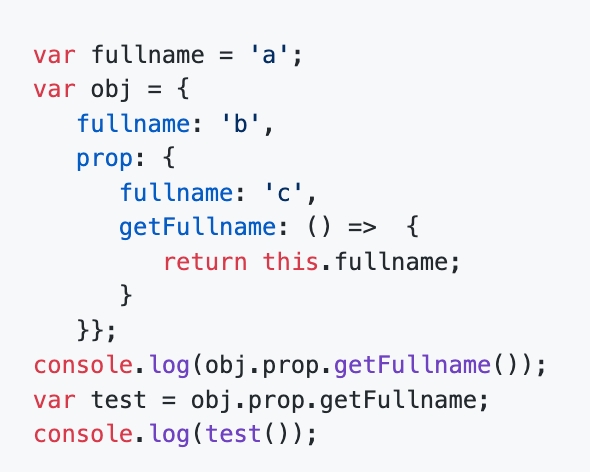 var fullname = 'a';
var obj = {
   fullname: 'b',
   prop: {
      fullname: 'c',
      getFullname: () =>  {
         return this.fullname;
      }
   }};
console.log(obj.prop.getFullname());
var test = obj.prop.getFullname;
console.log(test());